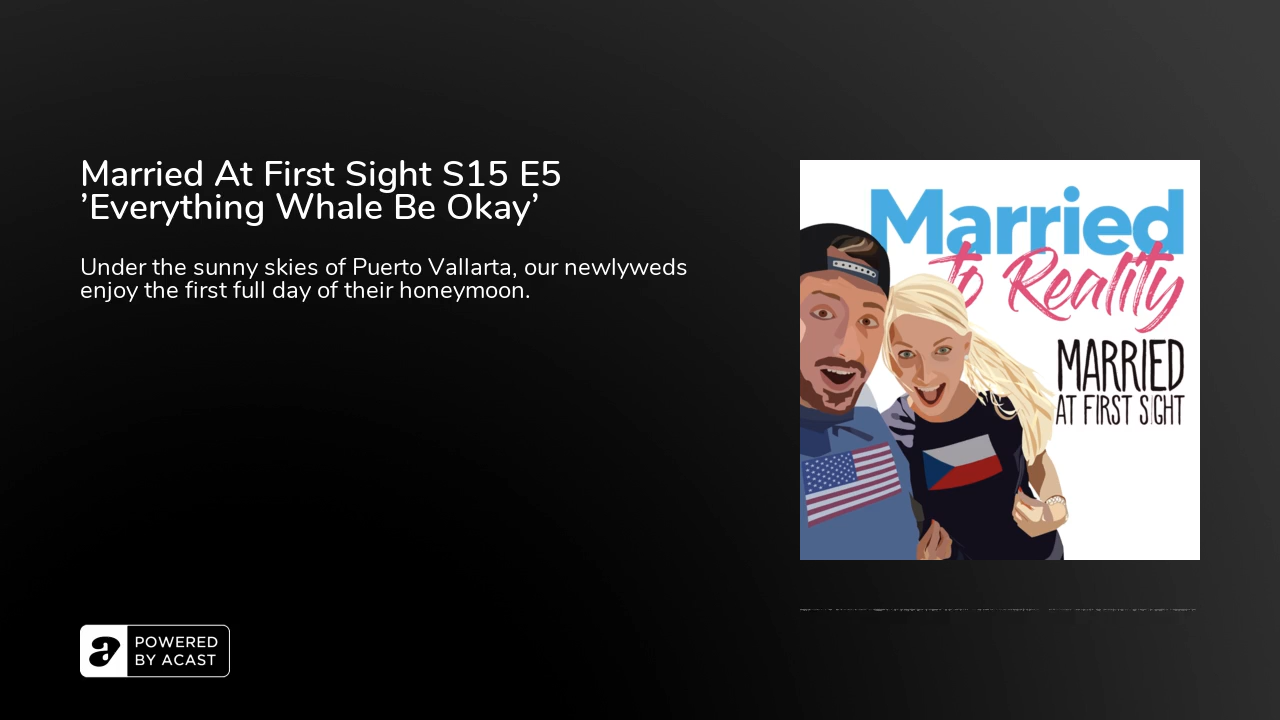 Married At First Sight S15 E5
’Everything Whale Be Okay’
Under the sunny skies of Puerto Vallarta, our newlyweds
enjoy the first full day of their honeymoon.
Married
to Reality
MARRIED
AT FIRST SIGHT
a POWERED
BY ACAST